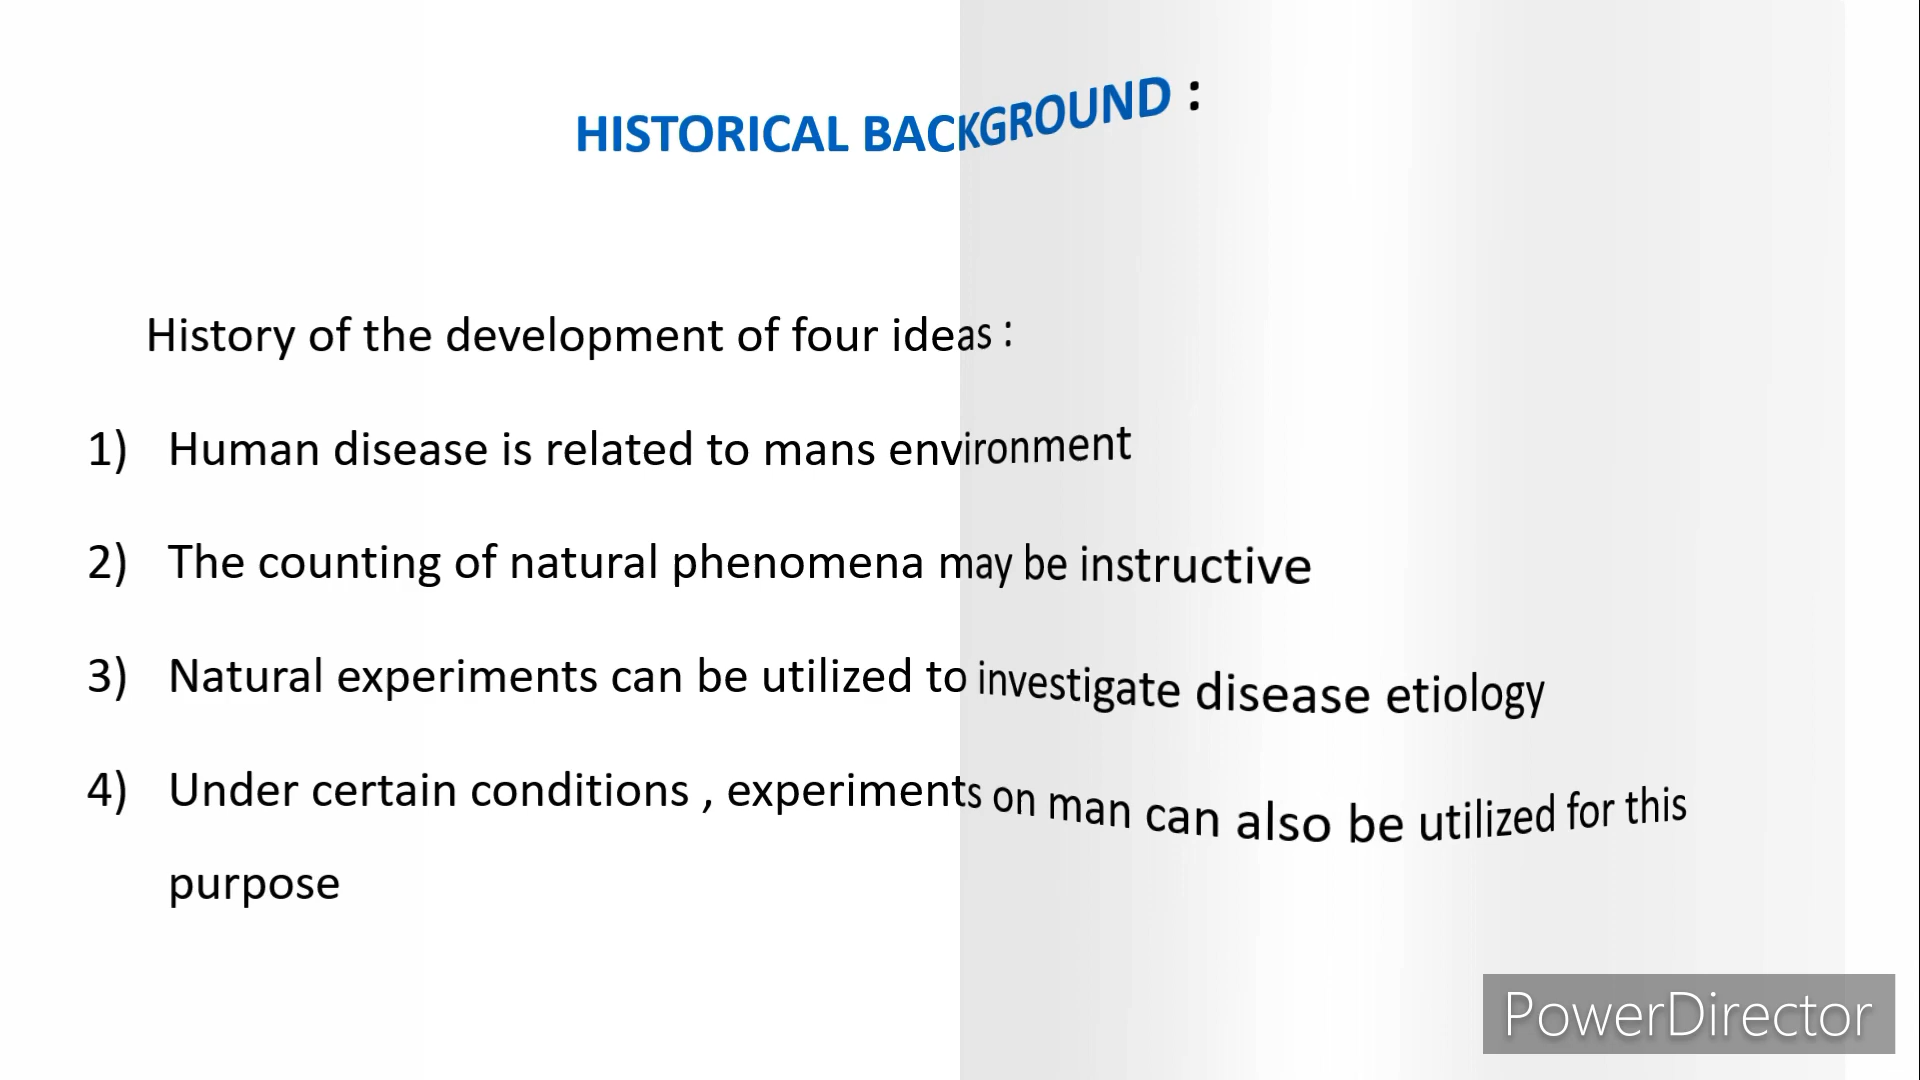 HISTORICAL BACKGROUND :
History of the development of four ideas :
1) Human disease is related to mans environment
2) The counting of natural phenomena may be instructive
3) Natural experiments can be utilized to investigate disease etiology
4) Under certain conditions , experiments on man can also be utilized for this
purpose
PowerDirector